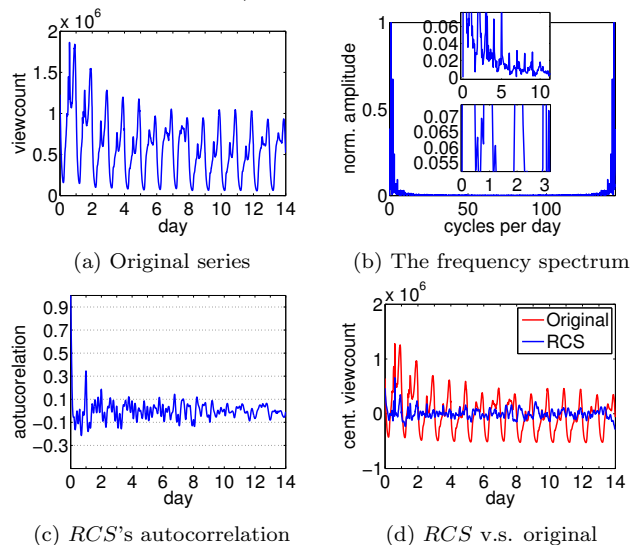 2 x 10^6
1.5
1
0.5
0
viewcount
0 2 4 6 8 10 12 14
day
(a) Original series
1
0.5
0
norm. amplitude
0.06
0.04
0.02
0
0 5 10
0.07
0.065
0.06
0.055
0 1 2 3
0 50 100
cycles per day
(b) The frequency spectrum
0.9
0.7
0.5
0.3
0.1
−0.1
−0.3
aotucorelation
0 2 4 6 8 10 12 14
day
(c) RCS's autocorrelation
2 x 10^6
1
0
−1
cent. viewcount
Original
RCS
0 2 4 6 8 10 12 14
day
(d) RCS v.s. original